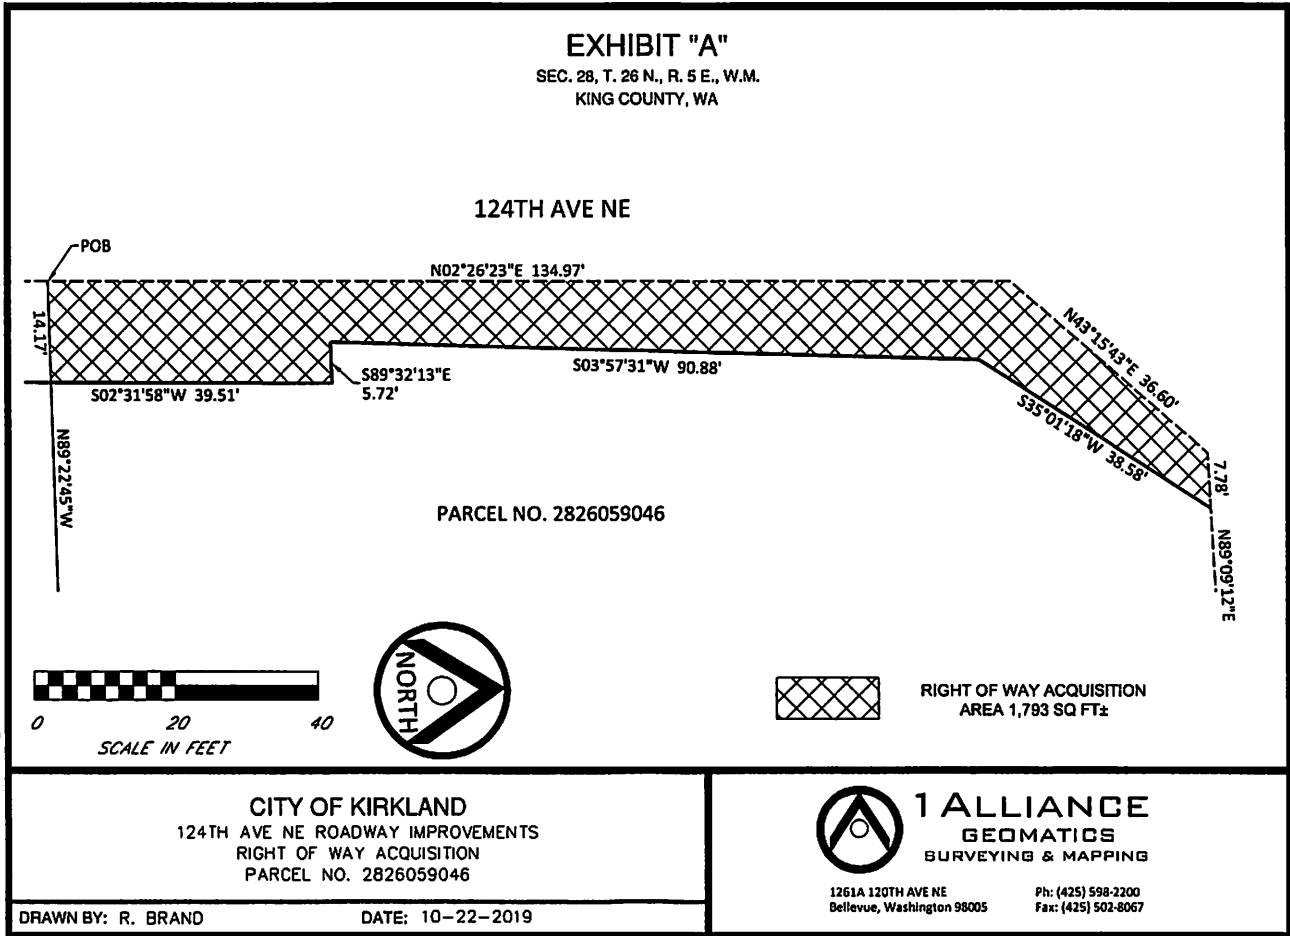 EXHIBIT "A"
SEC. 28, T. 26 N., R. 5 E., W.M.
KING COUNTY, WA
124TH AVE NE
POB
N02°26'23"E 134.97'
14.17'
N43°15'43"E 36.60'
S89°32'13"E
5.72'
S03°57'31"W 90.88'
S02°31'58"W 39.51'
S35°01'18"W 38.58'
7.78'
N89°22'45"W
N89°09'12"E
PARCEL NO. 2826059046
NORTH
0 20 40
SCALE IN FEET
RIGHT OF WAY ACQUISITION
AREA 1,793 SQ FT±
CITY OF KIRKLAND
124TH AVE NE ROADWAY IMPROVEMENTS
RIGHT OF WAY ACQUISITION
PARCEL NO. 2826059046
DRAWN BY: R. BRAND DATE: 10-22-2019
1 ALLIANCE
GEOMATICS
SURVEYING & MAPPING
1261A 120TH AVE NE Ph: (425) 598-2200
Bellevue, Washington 98005 Fax: (425) 502-8067